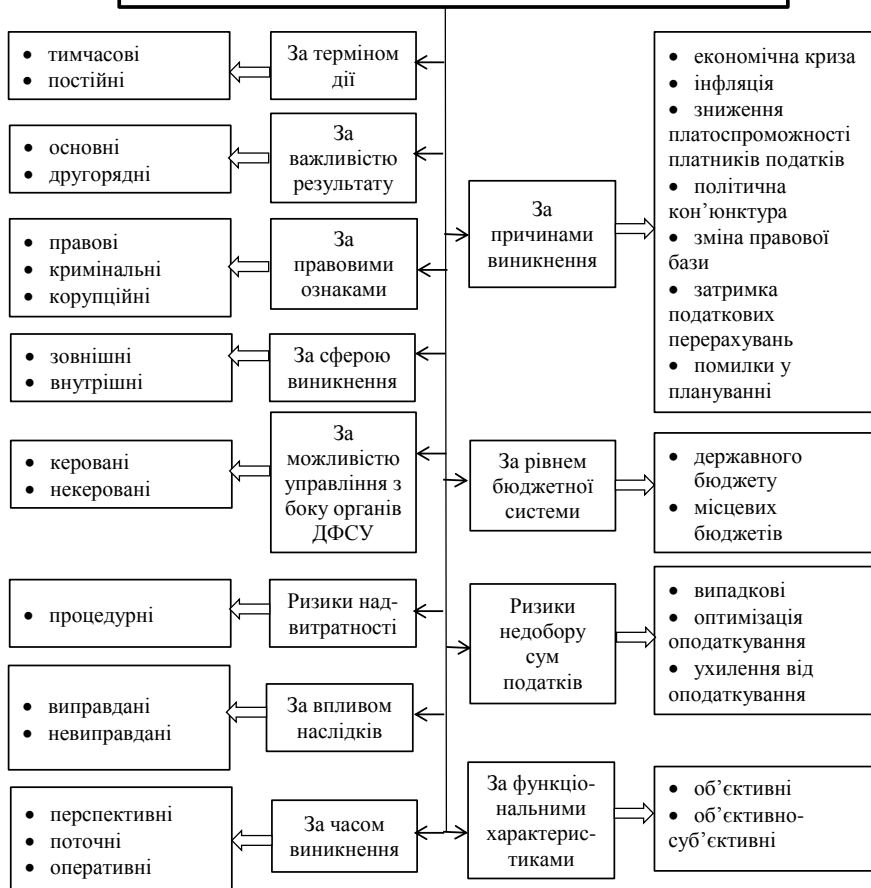 • тимчасові
• постійні
За терміном
дії
• основні
• другорядні
За
важливістю
результату
• правові
• кримінальні
• корупційні
За
правовими
ознаками
• зовнішні
• внутрішні
За сферою
виникнення
• керовані
• некеровані
За
можливістю
управління з
боку органів
ДФСУ
• процедурні
Ризики над-
витратності
• виправдані
• невиправдані
За впливом
наслідків
• перспективні
• поточні
• оперативні
За часом
виникнення
За
причинами
виникнення
• економічна криза
• інфляція
• зниження
платоспроможності
платників податків
• політична
кон’юнктура
• зміна правової
бази
• затримка
податкових
перерахувань
• помилки у
плануванні
За рівнем
бюджетної
системи
• державного
бюджету
• місцевих
бюджетів
Ризики
недобору
сум
податків
• випадкові
• оптимізація
оподаткування
• ухилення від
оподаткування
За функціо-
нальними
характерис-
тиками
• об’єктивні
• об’єктивно-
суб’єктивні